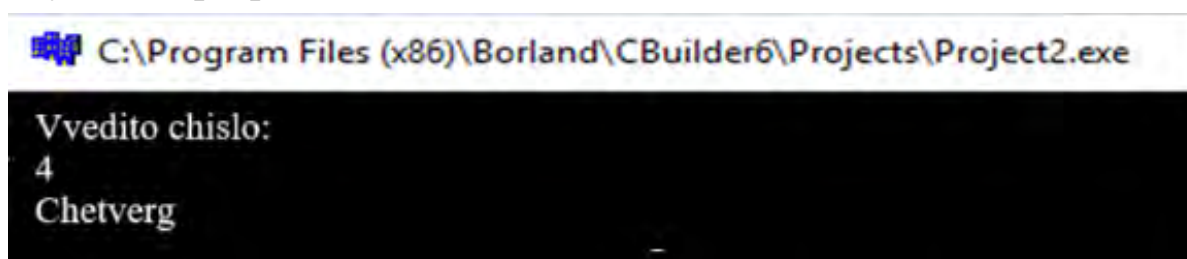 C:\Program Files (x86)\Borland\CBuilder6\Projects\Project2.exe
Vvedito chislo:
4
Chetverg